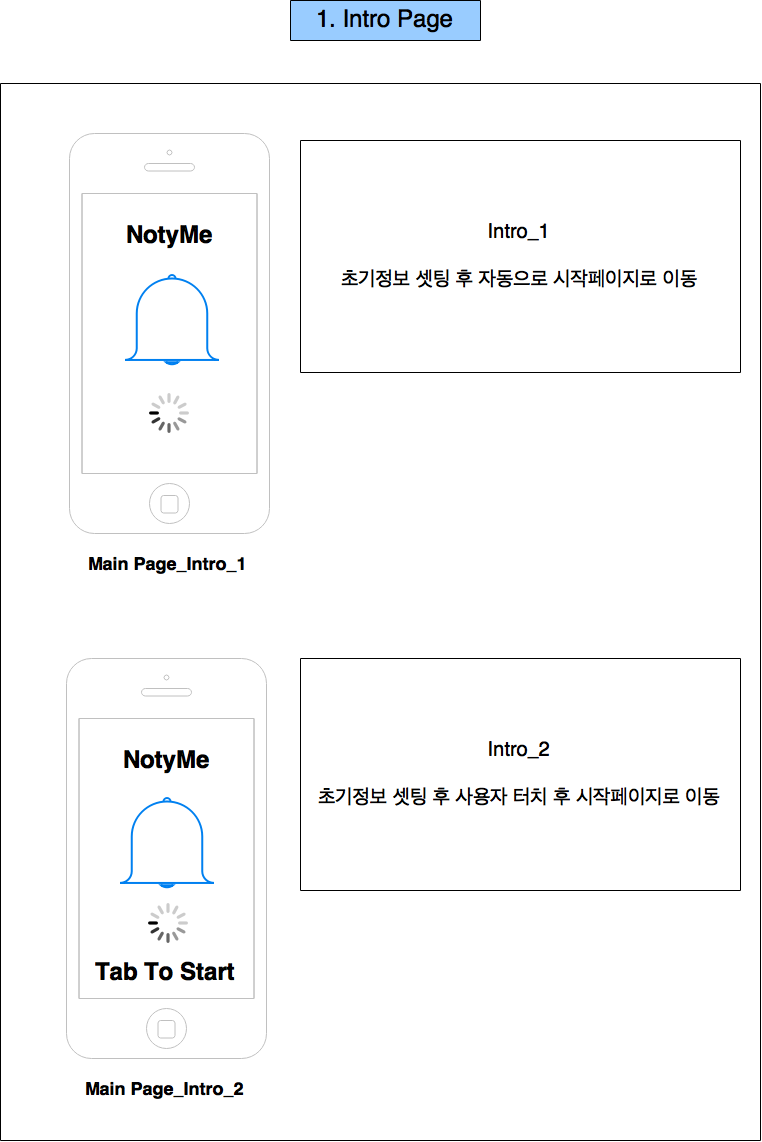 1. Intro Page
NotyMe
Intro_1
초기정보 셋팅 후 자동으로 시작페이지로 이동
Main Page_Intro_1
NotyMe
Tab To Start
Intro_2
초기정보 셋팅 후 사용자 터치 후 시작페이지로 이동
Main Page_Intro_2